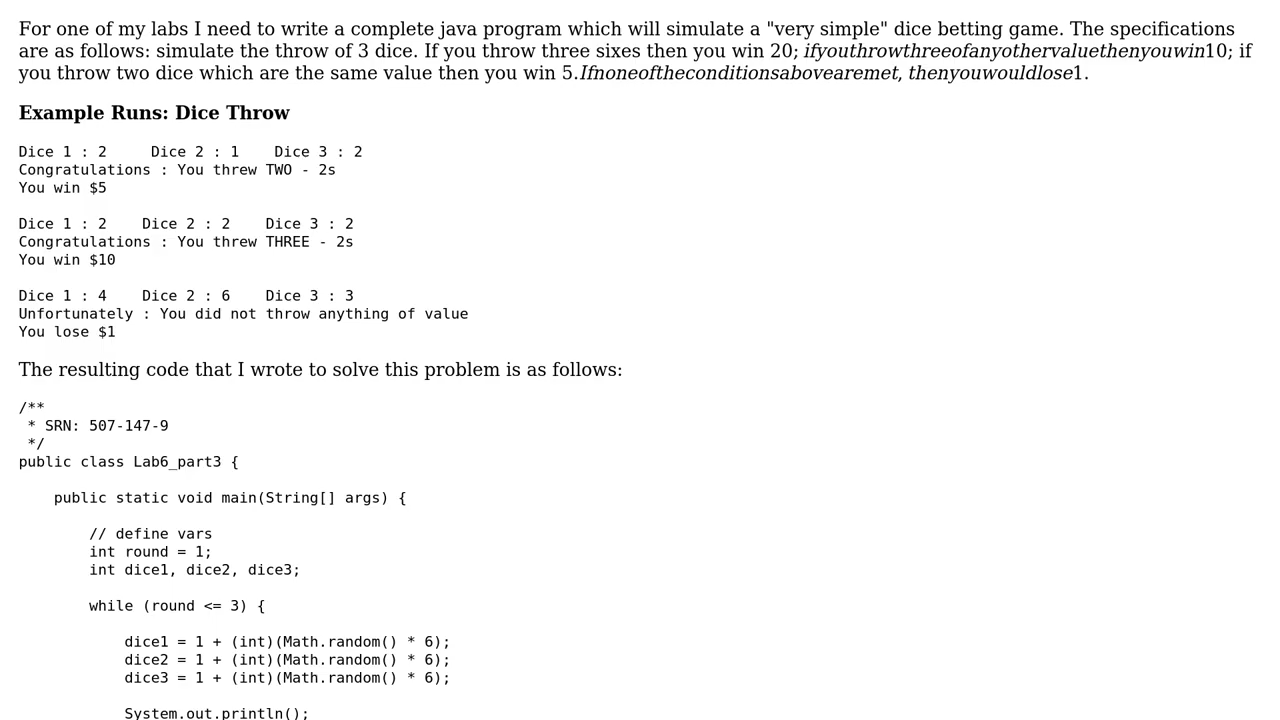 For one of my labs I need to write a complete java program which will simulate a "very simple" dice betting game. The specifications
are as follows: simulate the throw of 3 dice. If you throw three sixes then you win 20; ifyouthrowthreeofanyothervaluethenyouwin10; if
you throw two dice which are the same value then you win 5.Ifnoneoftheconditionsabovearemet, thenyouwouldlose1.
Example Runs: Dice Throw
Dice 1 : 2     Dice 2 : 1    Dice 3 : 2
Congratulations : You threw TWO - 2s
You win $5
Dice 1 : 2    Dice 2 : 2    Dice 3 : 2
Congratulations : You threw THREE - 2s
You win $10
Dice 1 : 4    Dice 2 : 6    Dice 3 : 3
Unfortunately : You did not throw anything of value
You lose $1
The resulting code that I wrote to solve this problem is as follows:
/**
 * SRN: 507-147-9
 */
public class Lab6_part3 {
    public static void main(String[] args) {
        // define vars
        int round = 1;
        int dice1, dice2, dice3;
        while (round <= 3) {
            dice1 = 1 + (int)(Math.random() * 6);
            dice2 = 1 + (int)(Math.random() * 6);
            dice3 = 1 + (int)(Math.random() * 6);
            System.out.println();